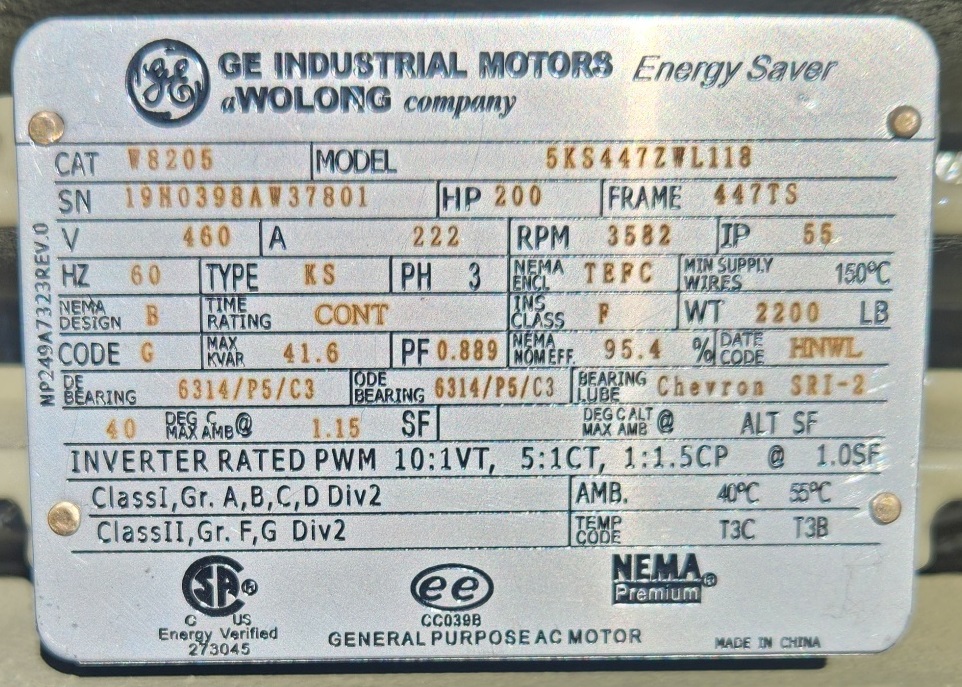 GE GE INDUSTRIAL MOTORS Energy Saver
a WOLONG company
CAT W8205 MODEL 5KS447ZWL118
SN 19H0398AW37801 HP 200 FRAME 447TS
V 460 A 222 RPM 3582 IP 55
HZ 60 TYPE KS PH 3 NEMA ENCL TEFC MIN SUPPLY WIRES 150°C
NEMA DESIGN B TIME RATING CONT INS CLASS F WT 2200 LB
CODE G MAX KVAR 41.6 PF 0.889 NEMA NOM EFF 95.4 % DATE CODE HNWL
DE BEARING 6314/P5/C3 ODE BEARING 6314/P5/C3 BEARING LUBE Chevron SRI-2
40 DEG C MAX AMB @ 1.15 SF DEG C ALT MAX AMB @ ALT SF
INVERTER RATED PWM 10:1VT, 5:1CT, 1:1.5CP @ 1.0SF
ClassI,Gr. A,B,C,D Div2 AMB. 40°C 55°C
ClassII,Gr. F,G Div2 TEMP CODE T3C T3B
NP249A7323REV.0
SA ®
C US
Energy Verified
273045
ee
CC039B
GENERAL PURPOSE AC MOTOR
NEMA®
Premium
MADE IN CHINA